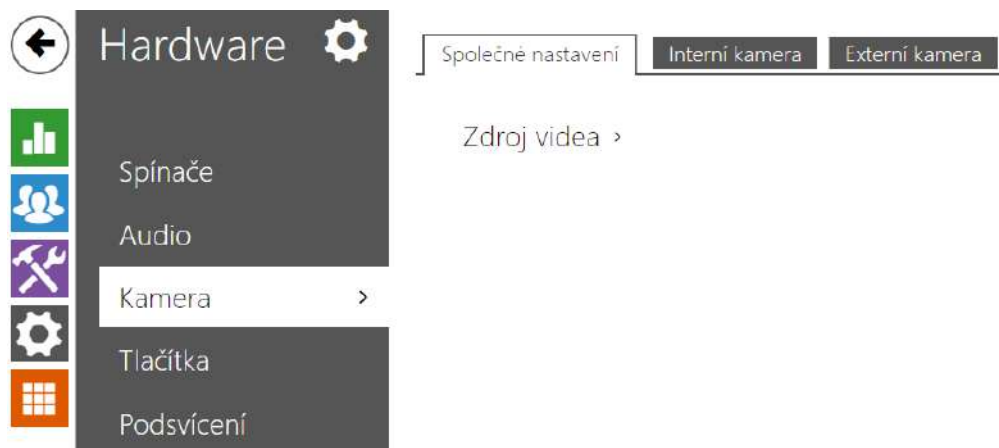 Hardware
Spínače
Audio
Kamera
Tlačítka
Podsvícení
Společné nastavení
Interní kamera
Externí kamera
Zdroj videa